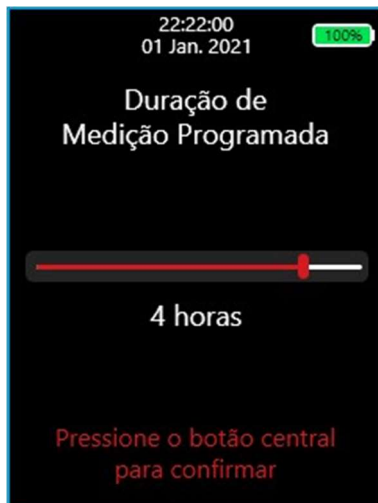 22:22:00
01 Jan. 2021
100%
Duração de
Medição Programada
4 horas
Pressione o botão central
para confirmar